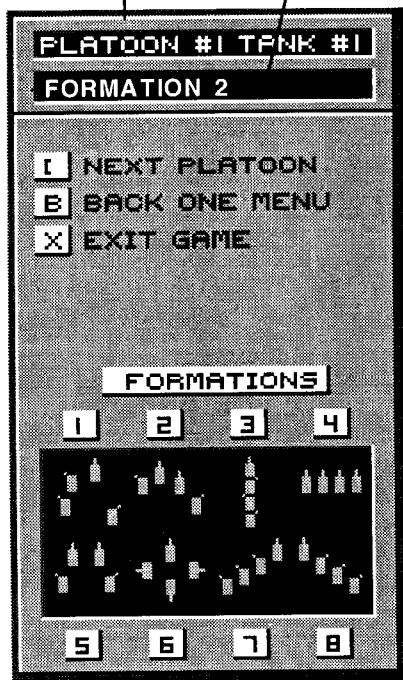 PLATOON #1 TANK #1
FORMATION 2
[ NEXT PLATOON
B BACK ONE MENU
X EXIT GAME
FORMATIONS
1 2 3 4
5 6 7 8